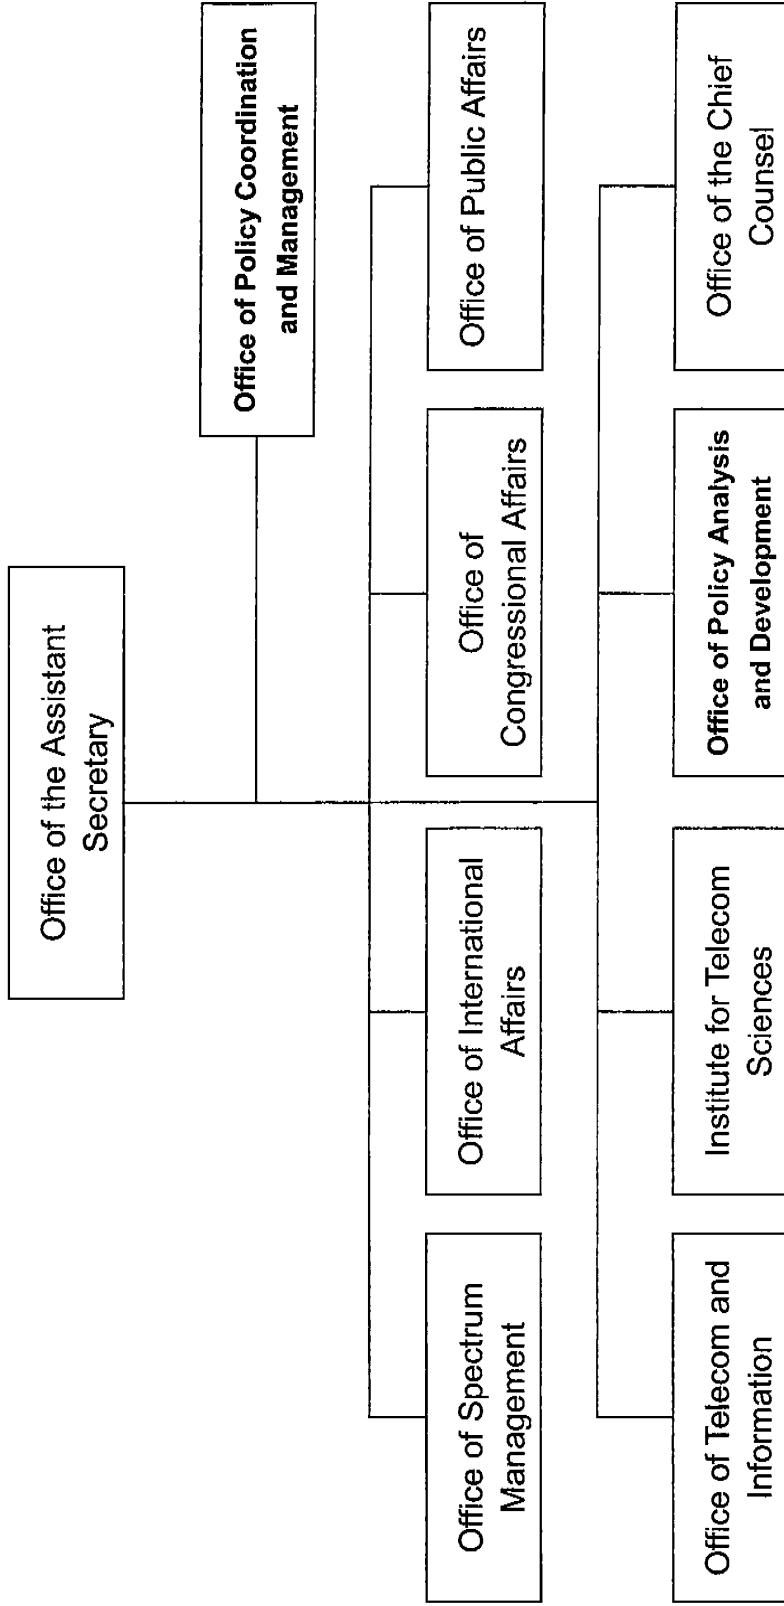 Office of the Assistant
Secretary
Office of Policy Coordination
and Management
Office of Spectrum
Management
Office of International
Affairs
Office of
Congressional Affairs
Office of Public Affairs
Office of Telecom and
Information
Institute for Telecom
Sciences
Office of Policy Analysis
and Development
Office of the Chief
Counsel